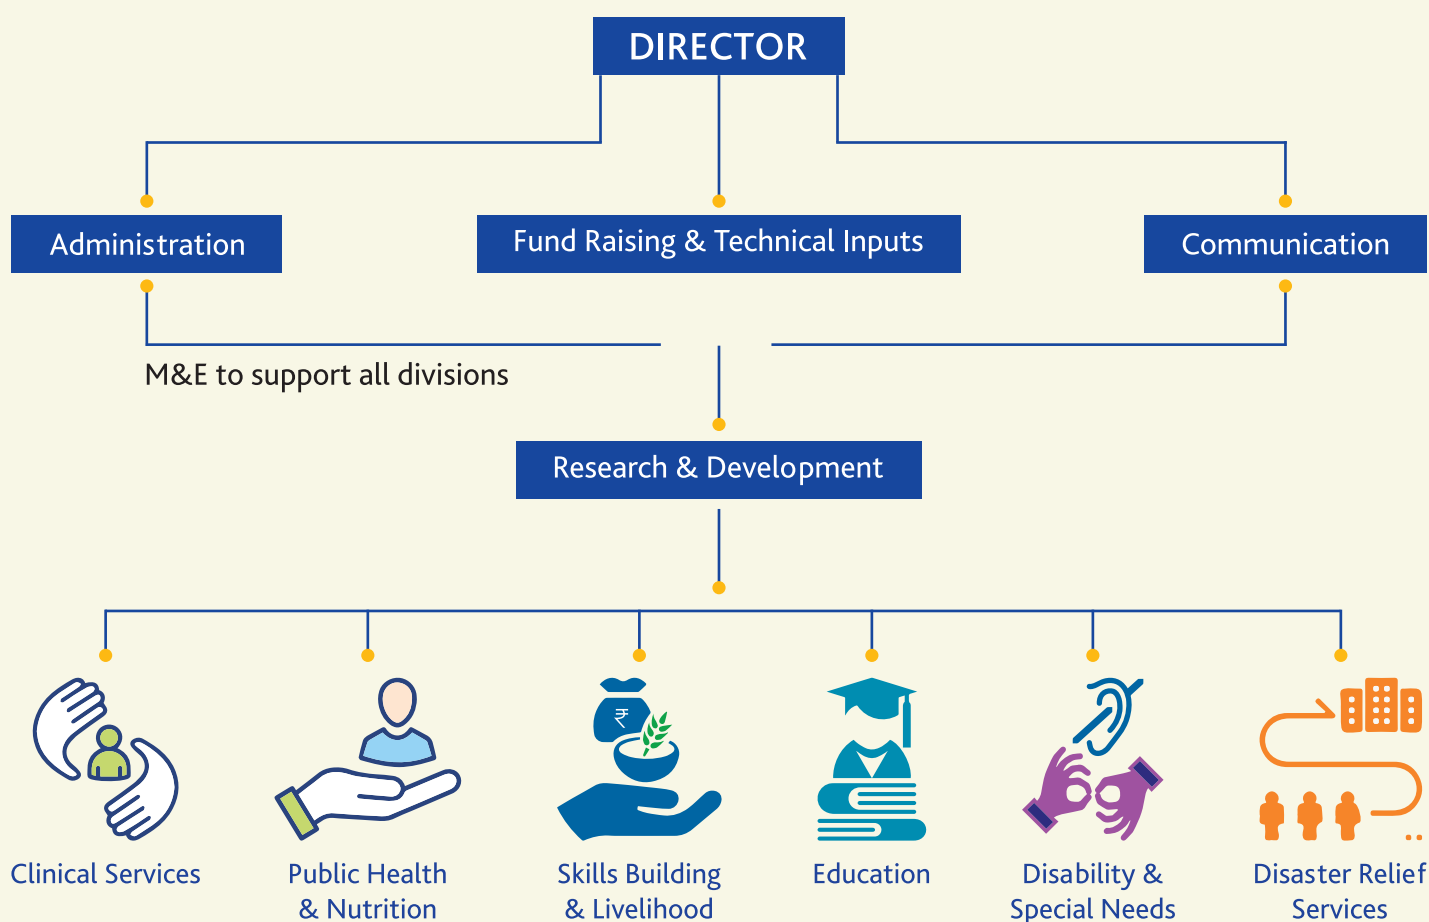 DIRECTOR
Administration
Fund Raising & Technical Inputs
Communication
M&E to support all divisions
Research & Development
₹
Clinical Services
Public Health
& Nutrition
Skills Building
& Livelihood
Education
Disability &
Special Needs
Disaster Relief
Services